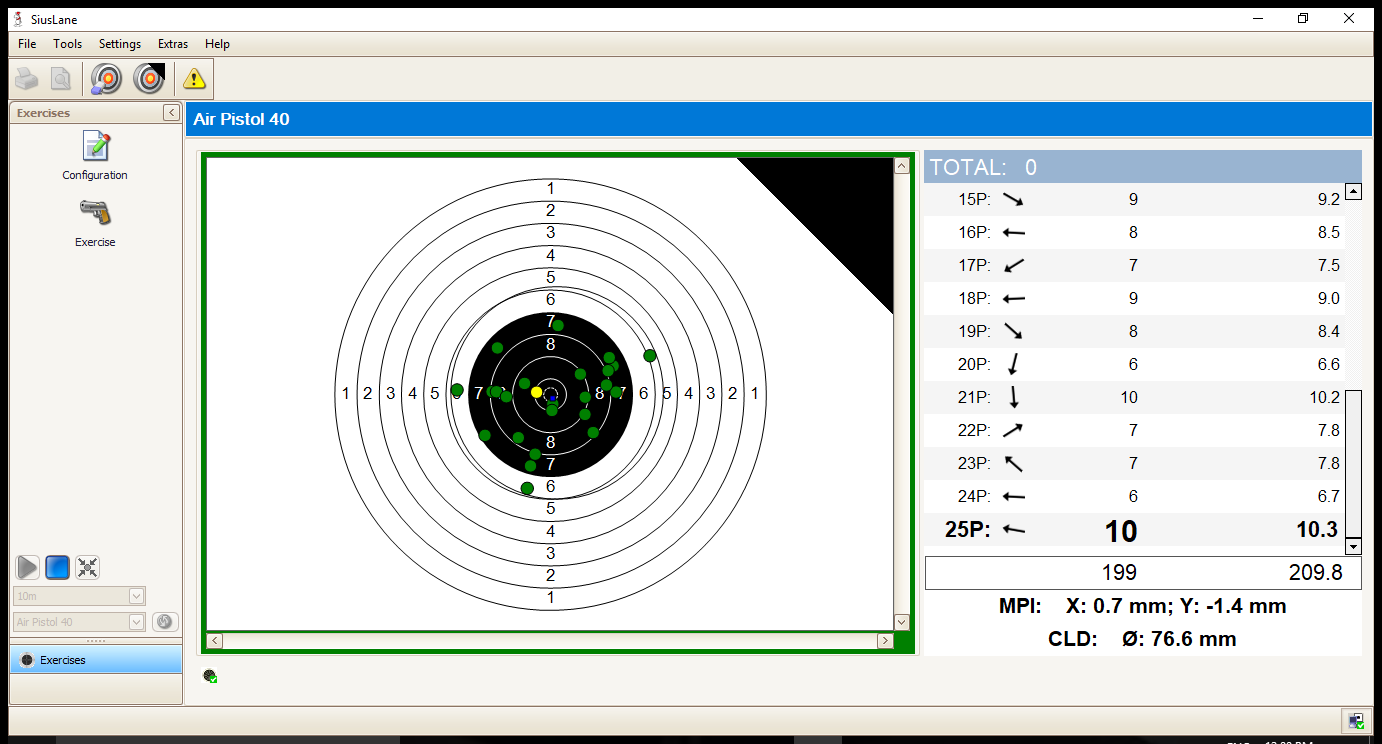 SiusLane
File Tools Settings Extras Help
Exercises
Configuration
Exercise
10m
Air Pistol 40
Exercises
Air Pistol 40
1
2
3
4
5
6
7
8
1 2 3 4 5 7 8 7 6 5 4 3 2 1
8
7
6
5
4
3
2
1
TOTAL: 0
15P: 9 9.2
16P: 8 8.5
17P: 7 7.5
18P: 9 9.0
19P: 8 8.4
20P: 6 6.6
21P: 10 10.2
22P: 7 7.8
23P: 7 7.8
24P: 6 6.7
25P: 10 10.3
199 209.8
MPI: X: 0.7 mm; Y: -1.4 mm
CLD: Ø: 76.6 mm